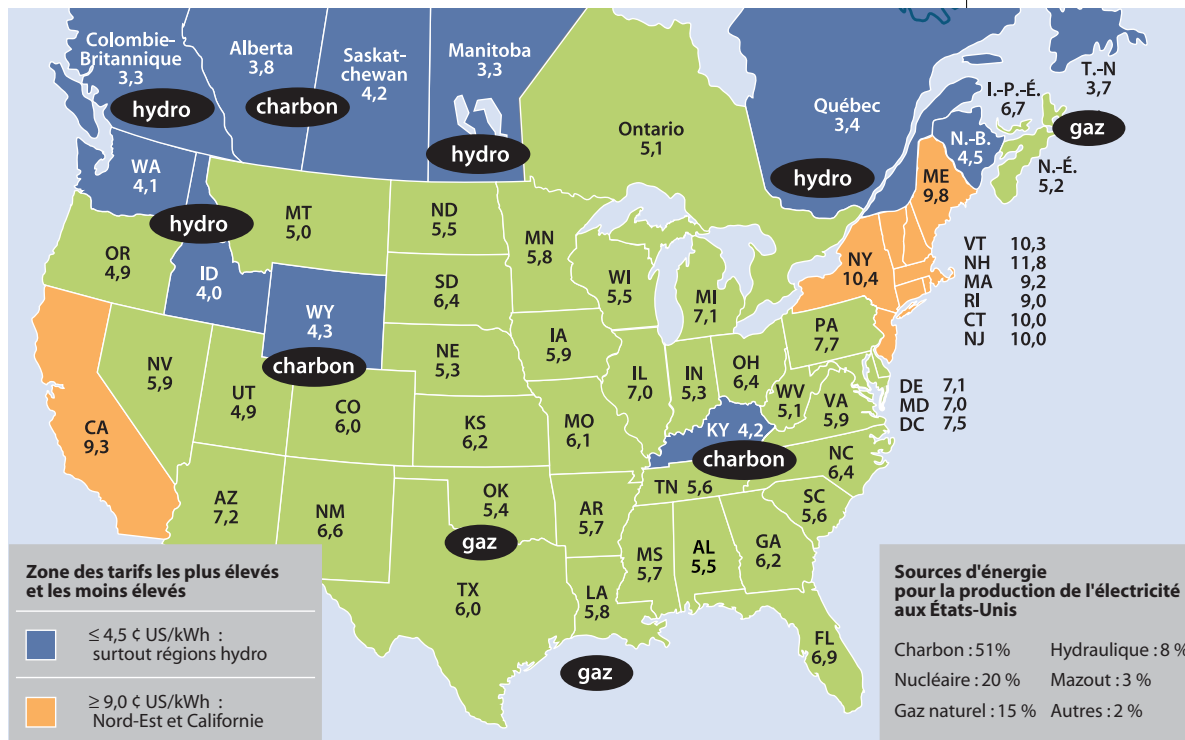 Colombie-
Britannique
3,3
hydro
Alberta
3,8
charbon
Saskat-
chewan
4,2
Manitoba
3,3
hydro
Ontario
5,1
Québec
3,4
hydro
T.-N
3,7
I.-P.-É.
6,7
gaz
N.-B.
4,5
N.-É.
5,2
WA
4,1
hydro
MT
5,0
ND
5,5
MN
5,8
ME
9,8
OR
4,9
ID
4,0
WY
4,3
charbon
SD
6,4
WI
5,5
MI
7,1
NY
10,4
VT 10,3
NH 11,8
MA 9,2
RI 9,0
CT 10,0
NJ 10,0
NV
5,9
UT
4,9
CO
6,0
NE
5,3
IA
5,9
IL
7,0
IN
5,3
OH
6,4
PA
7,7
WV
5,1
VA
5,9
DE 7,1
MD 7,0
DC 7,5
CA
9,3
KS
6,2
MO
6,1
KY 4,2
charbon
NC
6,4
TN 5,6
SC
5,6
AZ
7,2
NM
6,6
OK
5,4
gaz
AR
5,7
MS
5,7
AL
5,5
GA
6,2
TX
6,0
LA
5,8
gaz
FL
6,9
Zone des tarifs les plus élevés
et les moins élevés
≤ 4,5 ¢ US/kWh :
surtout régions hydro
≥ 9,0 ¢ US/kWh :
Nord-Est et Californie
Sources d'énergie
pour la production de l'électricité
aux États-Unis
Charbon : 51% Hydraulique : 8 %
Nucléaire : 20 % Mazout : 3 %
Gaz naturel : 15 % Autres : 2 %